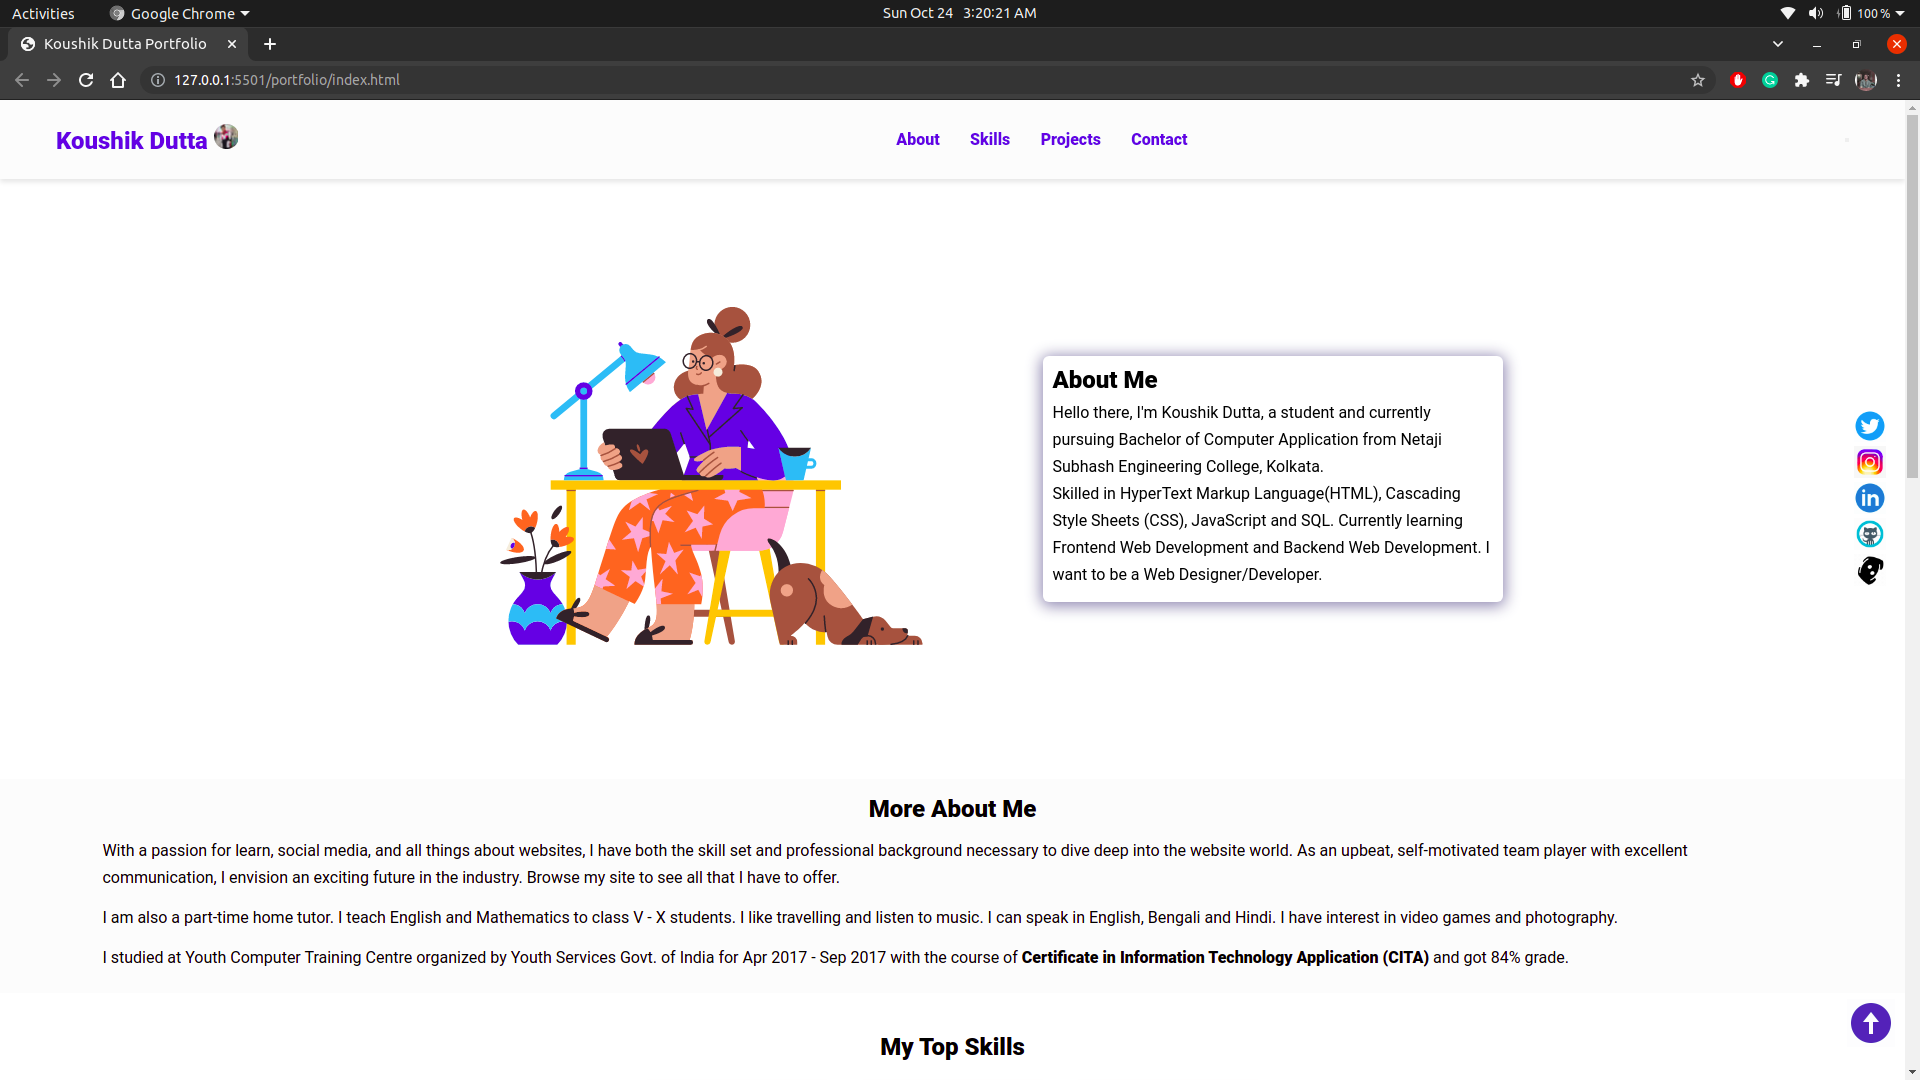 Activities Google Chrome Sun Oct 24 3:20:21 AM 100 %
Koushik Dutta Portfolio
127.0.0.1:5501/portfolio/index.html
Koushik Dutta About Skills Projects Contact
About Me
Hello there, I'm Koushik Dutta, a student and currently
pursuing Bachelor of Computer Application from Netaji
Subhash Engineering College, Kolkata.
Skilled in HyperText Markup Language(HTML), Cascading
Style Sheets (CSS), JavaScript and SQL. Currently learning
Frontend Web Development and Backend Web Development. I
want to be a Web Designer/Developer.
in
More About Me
With a passion for learn, social media, and all things about websites, I have both the skill set and professional background necessary to dive deep into the website world. As an upbeat, self-motivated team player with excellent
communication, I envision an exciting future in the industry. Browse my site to see all that I have to offer.
I am also a part-time home tutor. I teach English and Mathematics to class V - X students. I like travelling and listen to music. I can speak in English, Bengali and Hindi. I have interest in video games and photography.
I studied at Youth Computer Training Centre organized by Youth Services Govt. of India for Apr 2017 - Sep 2017 with the course of Certificate in Information Technology Application (CITA) and got 84% grade.
My Top Skills